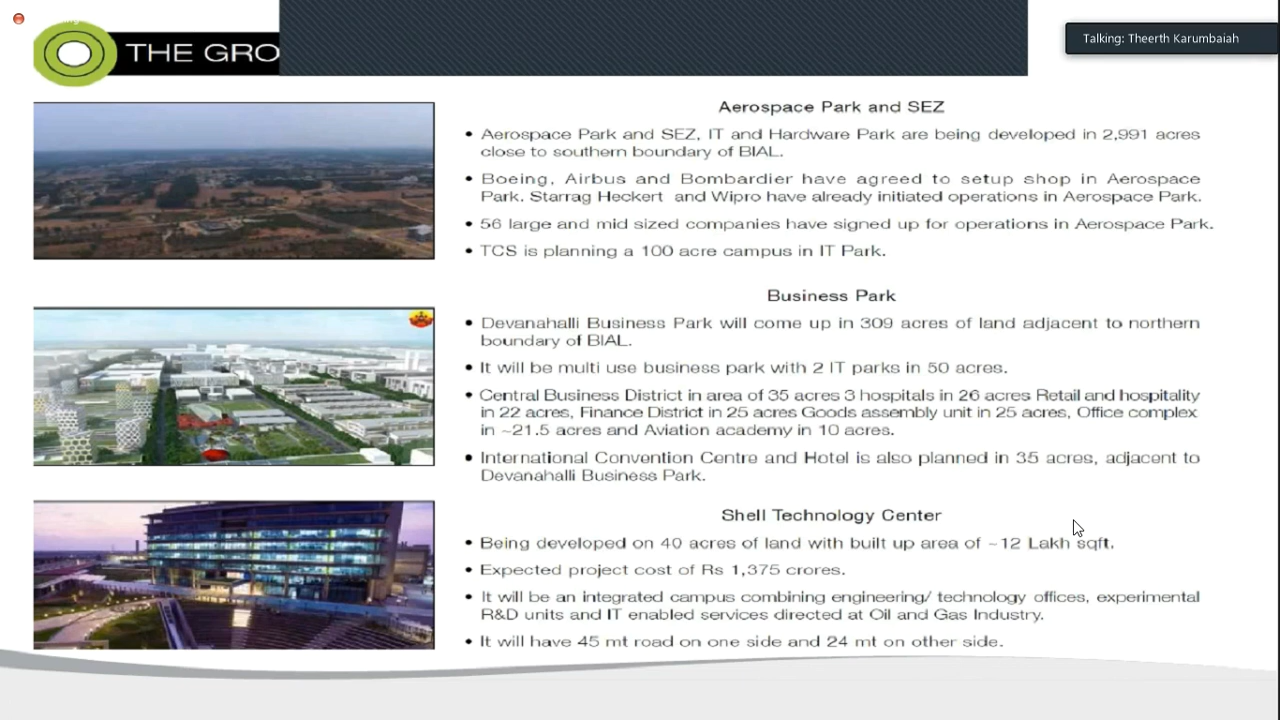 THE GRO
Talking: Theerth Karumbaiah
Aerospace Park and SEZ
• Aerospace Park and SEZ, IT and Hardware Park are being developed in 2,991 acres
close to southern boundary of BIAL.
• Boeing, Airbus and Bombardier have agreed to setup shop in Aerospace
Park. Starrag Heckert and Wipro have already initiated operations in Aerospace Park.
• 56 large and mid sized companies have signed up for operations in Aerospace Park.
• TCS is planning a 100 acre campus in IT Park.
Business Park
• Devanahalli Business Park will come up in 309 acres of land adjacent to northern
boundary of BIAL.
• It will be multi use business park with 2 IT parks in 50 acres.
• Central Business District in area of 35 acres 3 hospitals in 26 acres Retail and hospitality
in 22 acres, Finance District in 25 acres Goods assembly unit in 25 acres, Office complex
in ~21.5 acres and Aviation academy in 10 acres.
• International Convention Centre and Hotel is also planned in 35 acres, adjacent to
Devanahalli Business Park.
Shell Technology Center
• Being developed on 40 acres of land with built up area of ~12 Lakh sqft.
• Expected project cost of Rs 1,375 crores.
• It will be an integrated campus combining engineering/ technology offices, experimental
R&D units and IT enabled services directed at Oil and Gas Industry.
• It will have 45 mt road on one side and 24 mt on other side.